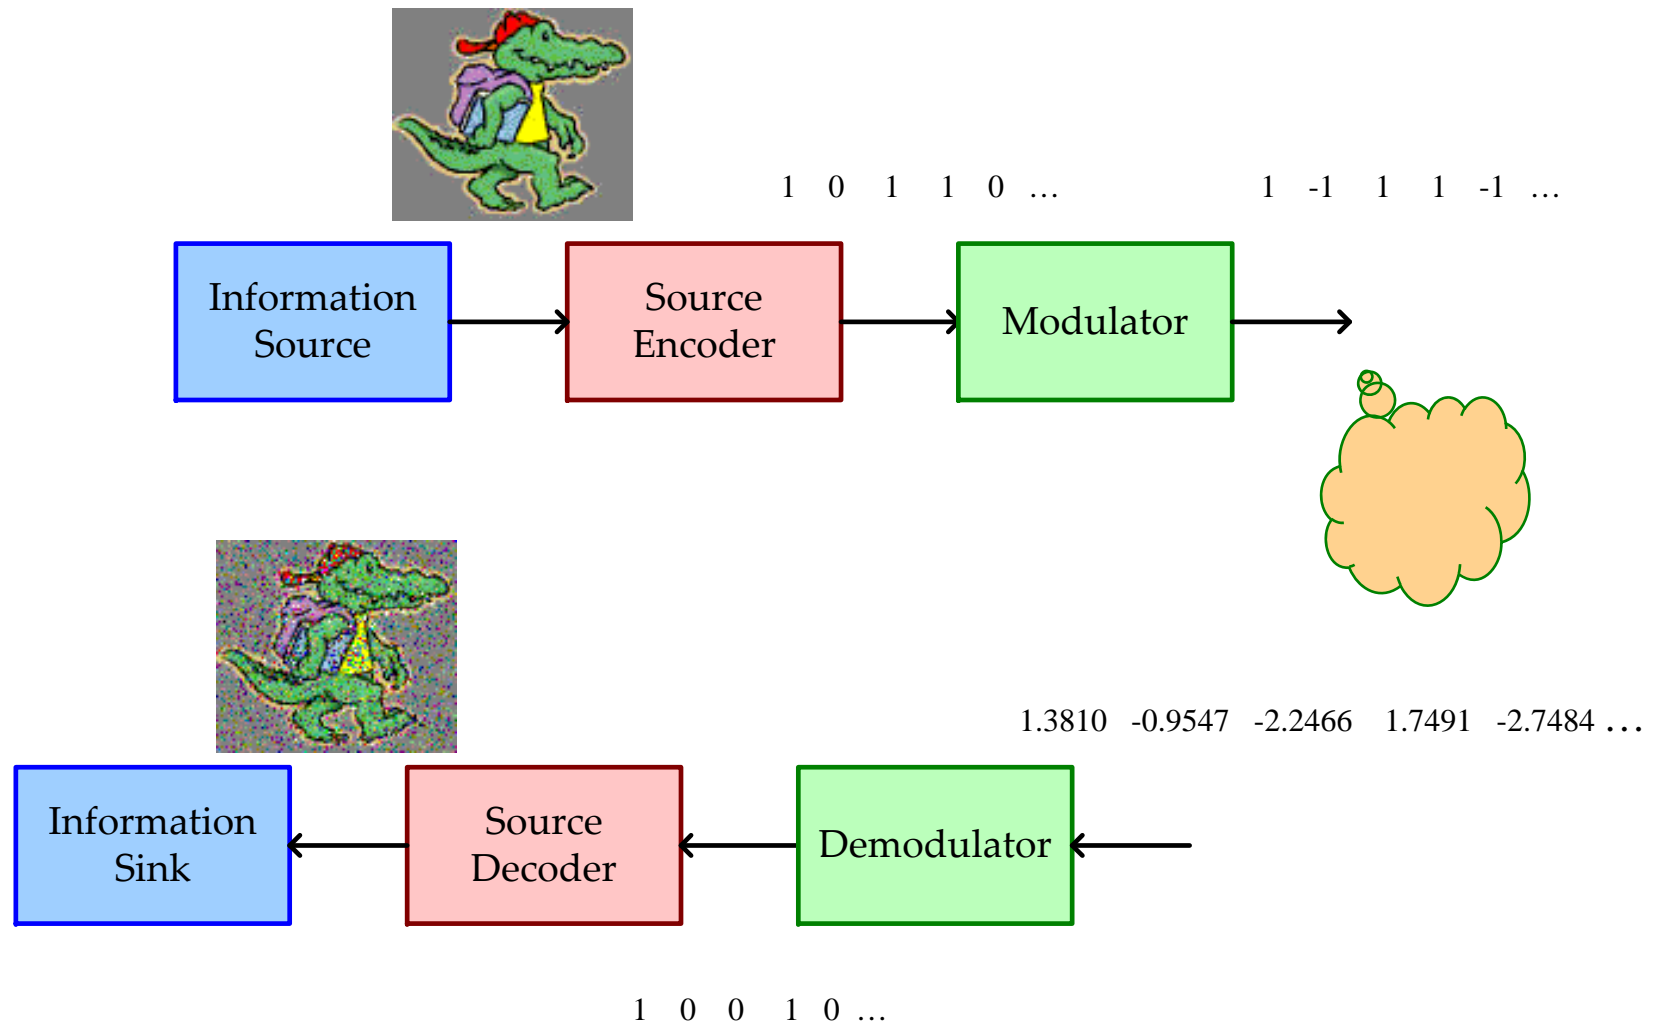 1 0 1 1 0 …
1 -1 1 1 -1 …
Information
Source
Source
Encoder
Modulator
1.3810 -0.9547 -2.2466 1.7491 -2.7484 …
Information
Sink
Source
Decoder
Demodulator
1 0 0 1 0 …